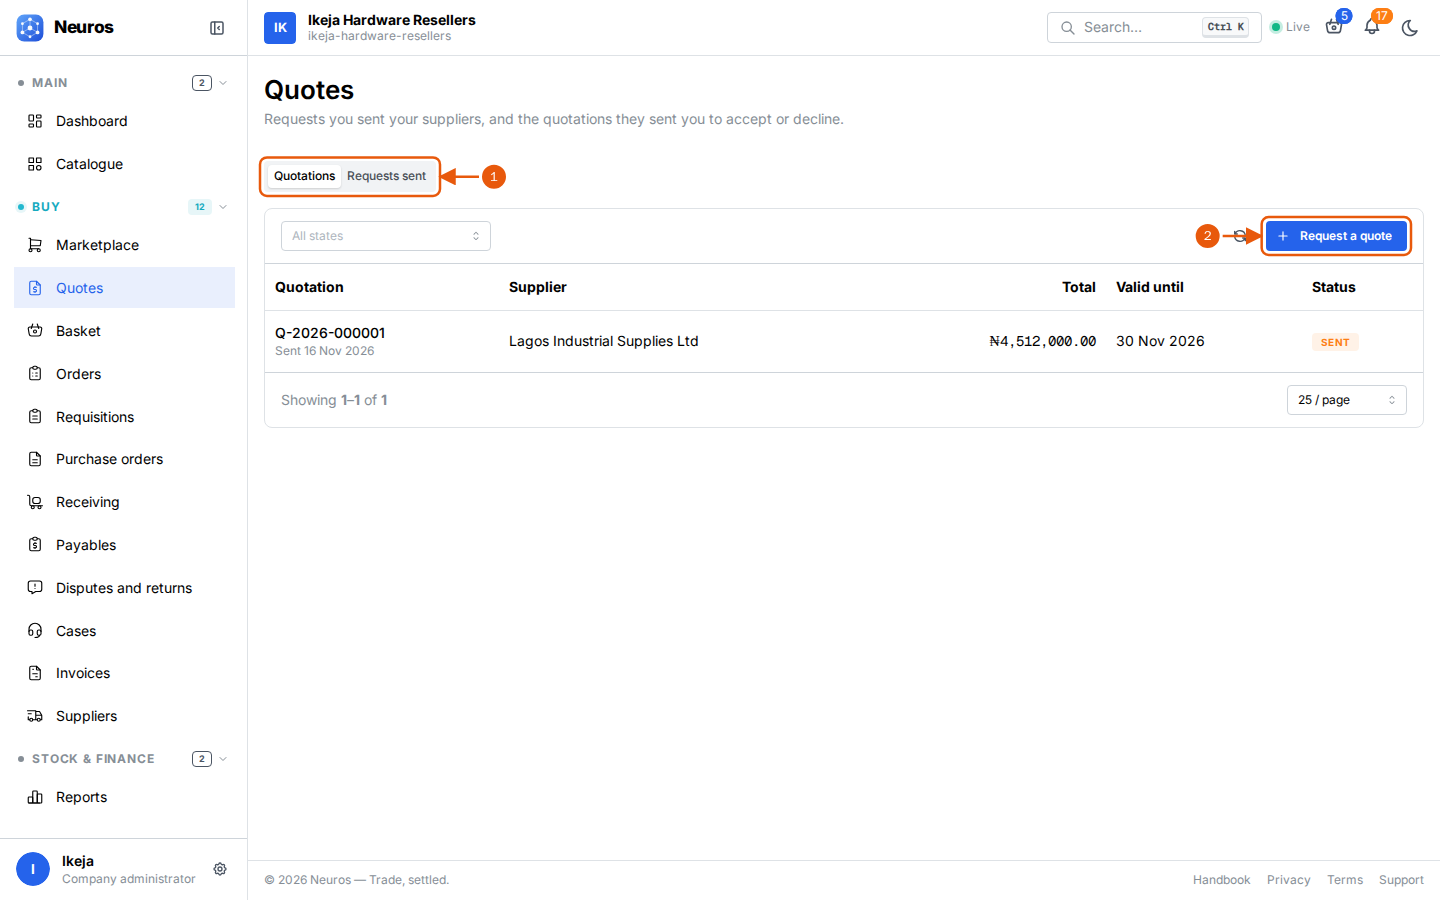 Neuros
IK
Ikeja Hardware Resellers
ikeja-hardware-resellers
Search...
Ctrl K
Live
5
17
MAIN
2
Dashboard
Catalogue
BUY
12
Marketplace
Quotes
Basket
Orders
Requisitions
Purchase orders
Receiving
Payables
Disputes and returns
Cases
Invoices
Suppliers
STOCK & FINANCE
2
Reports
I
Ikeja
Company administrator
Quotes
Requests you sent your suppliers, and the quotations they sent you to accept or decline.
Quotations Requests sent
1
All states
2
Request a quote
Quotation Supplier Total Valid until Status
Q-2026-000001 Lagos Industrial Supplies Ltd ₦4,512,000.00 30 Nov 2026 SENT
Sent 16 Nov 2026
Showing 1–1 of 1
25 / page
© 2026 Neuros — Trade, settled.
Handbook Privacy Terms Support